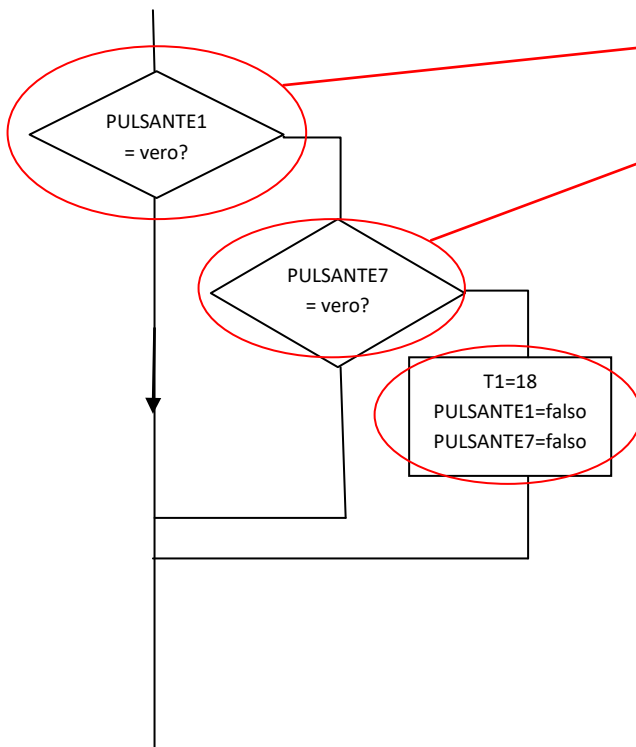 PULSANTE1
= vero?
PULSANTE7
= vero?
T1=18
PULSANTE1=falso
PULSANTE7=falso